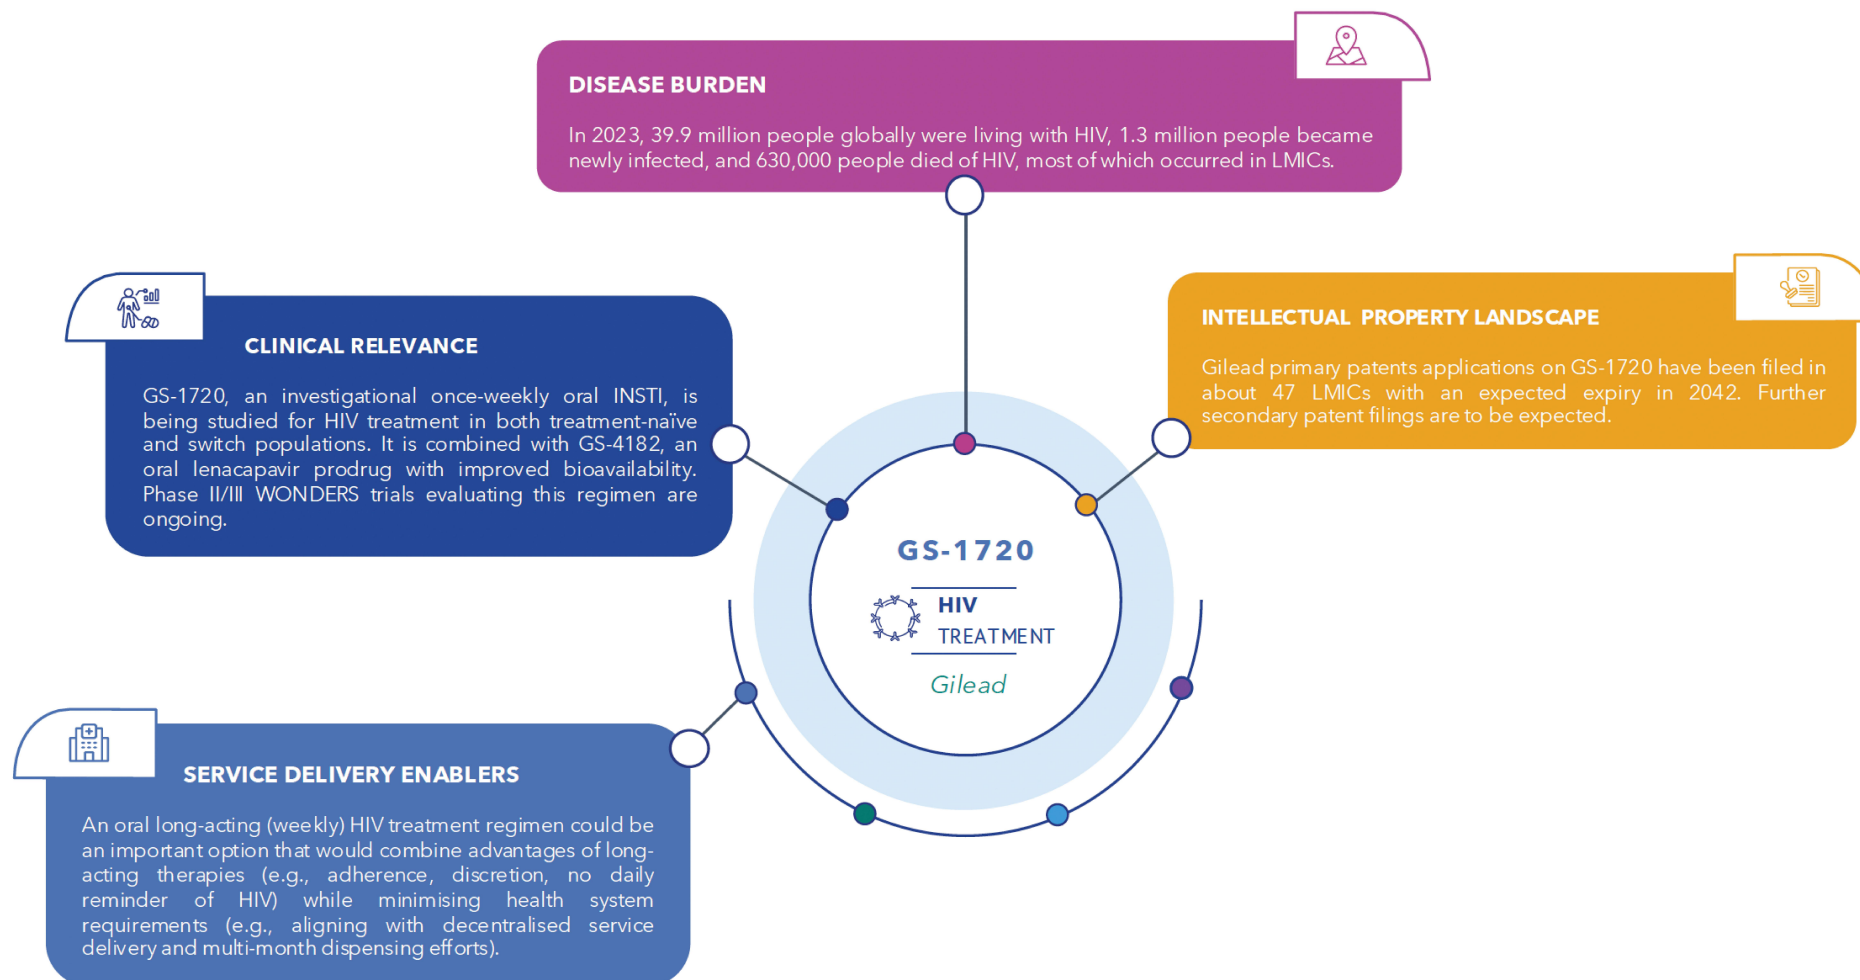 DISEASE BURDEN
In 2023, 39.9 million people globally were living with HIV, 1.3 million people became
newly infected, and 630,000 people died of HIV, most of which occurred in LMICs.
CLINICAL RELEVANCE
GS-1720, an investigational once-weekly oral INSTI, is
being studied for HIV treatment in both treatment-naïve
and switch populations. It is combined with GS-4182, an
oral lenacapavir prodrug with improved bioavailability.
Phase II/III WONDERS trials evaluating this regimen are
ongoing.
INTELLECTUAL PROPERTY LANDSCAPE
Gilead primary patents applications on GS-1720 have been filed in
about 47 LMICs with an expected expiry in 2042. Further
secondary patent filings are to be expected.
GS-1720
HIV
TREATMENT
Gilead
SERVICE DELIVERY ENABLERS
An oral long-acting (weekly) HIV treatment regimen could be
an important option that would combine advantages of long-
acting therapies (e.g., adherence, discretion, no daily
reminder of HIV) while minimising health system
requirements (e.g., aligning with decentralised service
delivery and multi-month dispensing efforts).